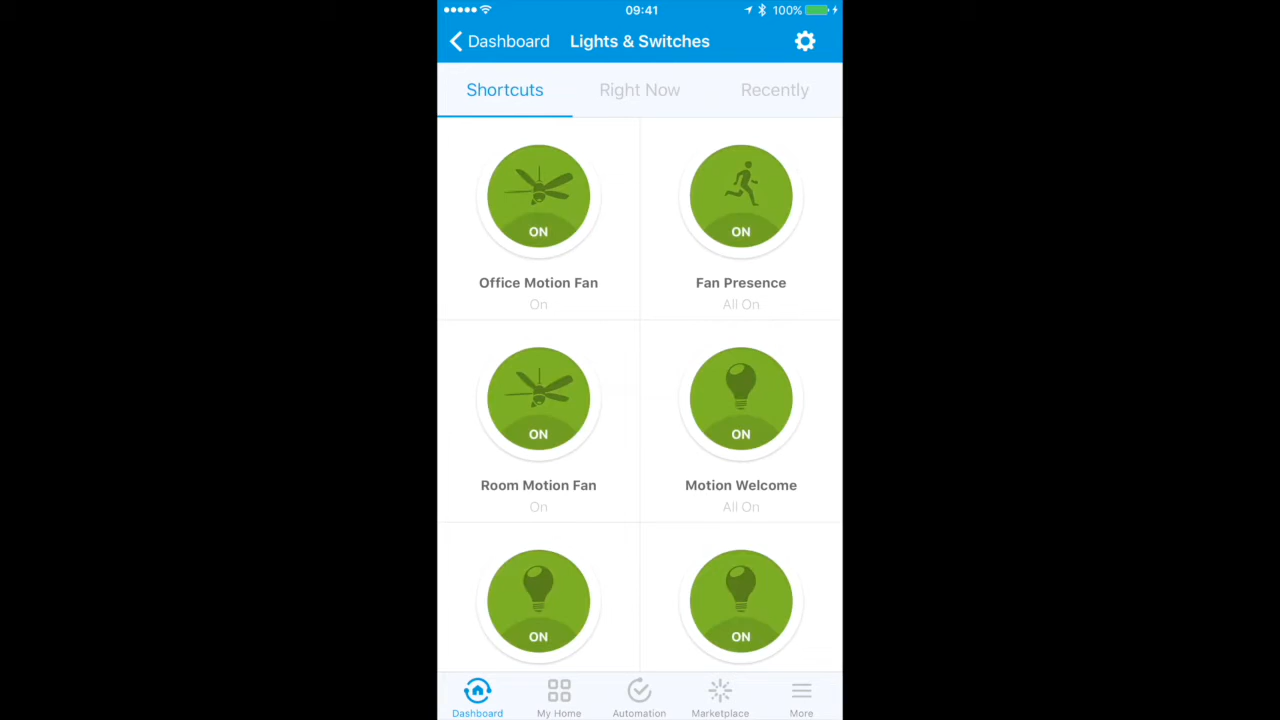 09:41
100%
Dashboard
Lights & Switches
Shortcuts
Right Now
Recently
ON
ON
Office Motion Fan
Fan Presence
On
All On
ON
ON
Room Motion Fan
Motion Welcome
On
All On
ON
ON
Dashboard
My Home
Automation
Marketplace
More